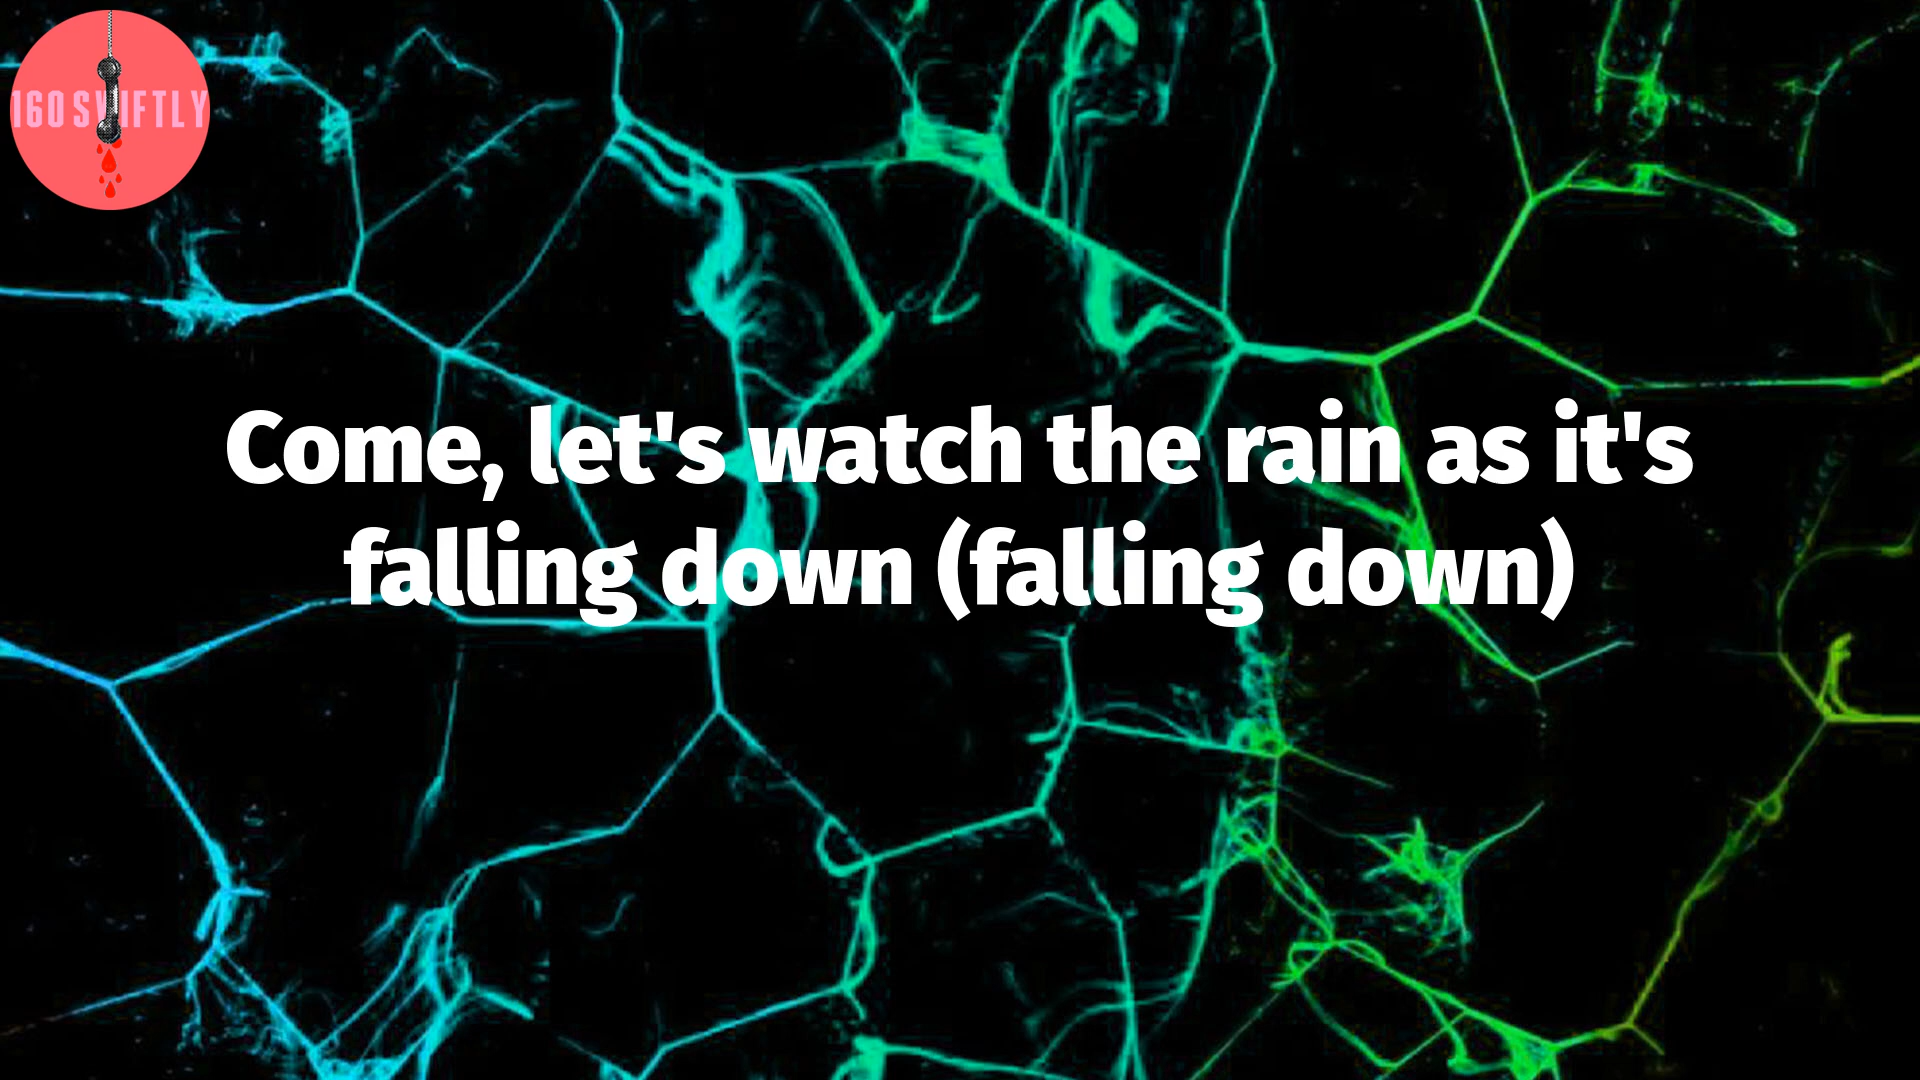 160 SWIFTLY
Come, let's watch the rain as it's
falling down (falling down)